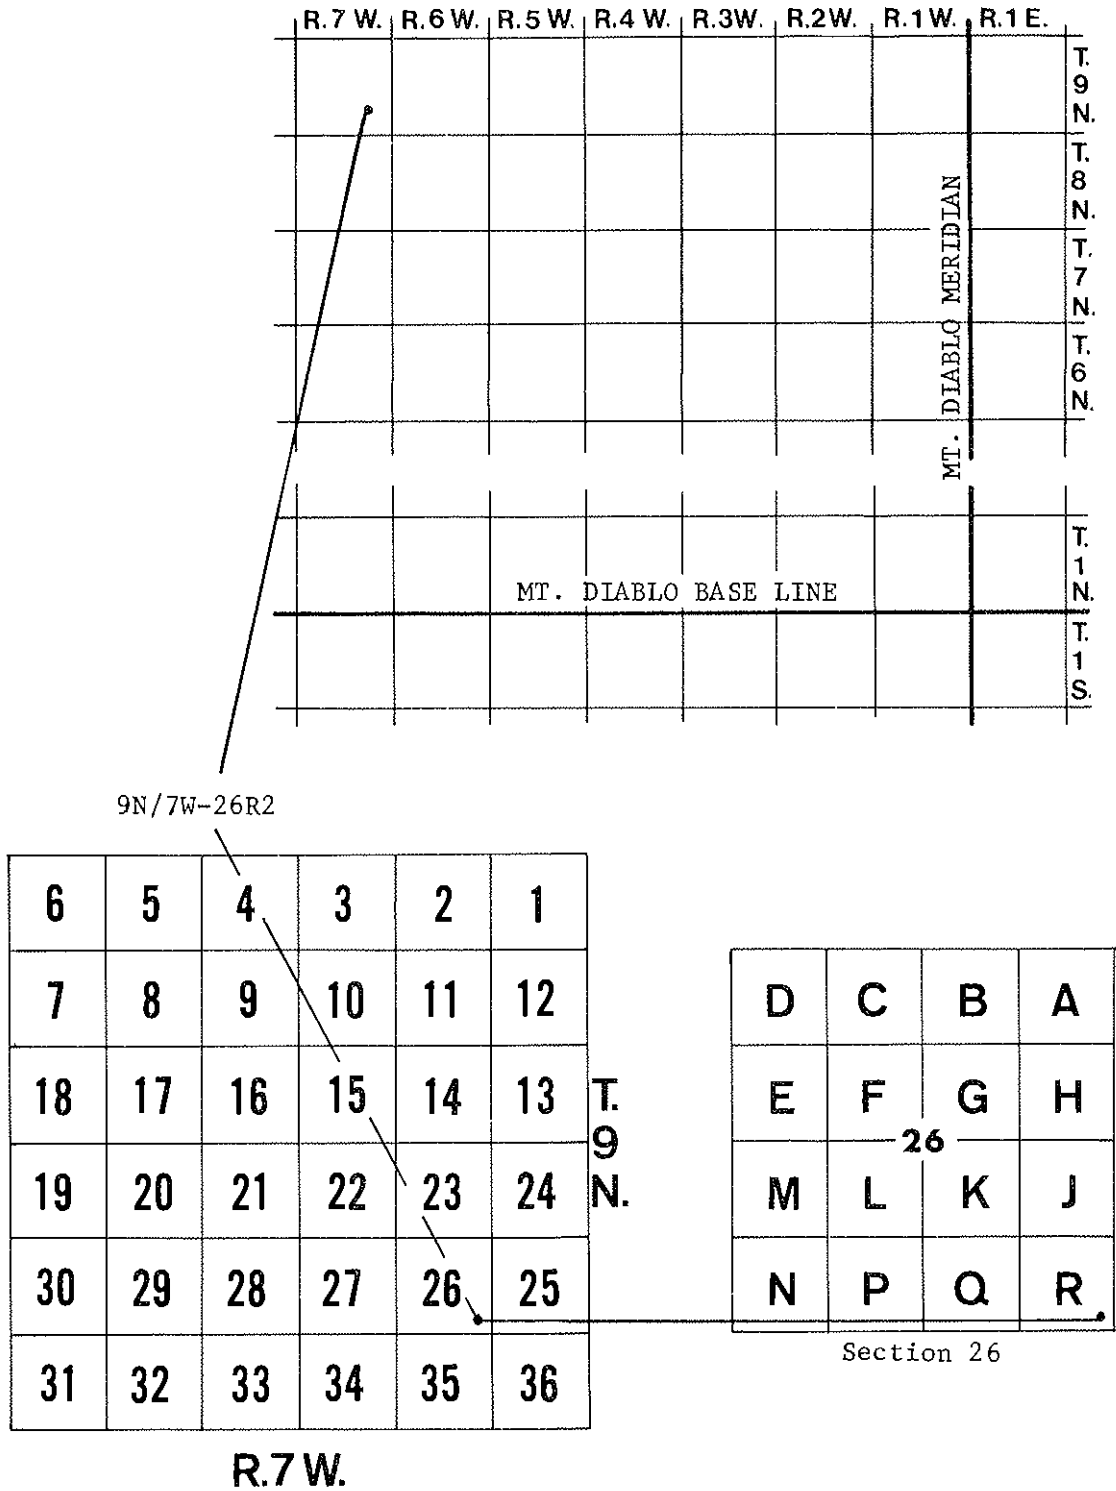 R.7 W. R.6 W. R.5 W. R.4 W. R.3W. R.2W. R.1W. R.1 E.
T.
9
N.
T.
8
N.
T.
7
N.
T.
6
N.
MT. DIABLO MERIDIAN
T.
1
N.
MT. DIABLO BASE LINE
T.
1
S.
9N/7W-26R2
6 5 4 3 2 1
7 8 9 10 11 12
18 17 16 15 14 13
19 20 21 22 23 24
30 29 28 27 26 25
31 32 33 34 35 36
T.
9
N.
R.7 W.
D C B A
E F G H
26
M L K J
N P Q R
Section 26